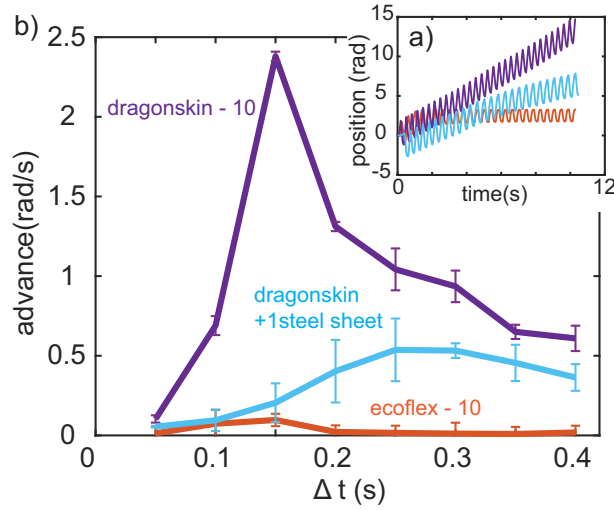 b)
2.5
2
1.5
1
0.5
0
advance(rad/s)
dragonskin - 10
dragonskin
+1steel sheet
ecoflex - 10
0
0.1
0.2
0.3
0.4
Δ t (s)
a)
15
10
5
0
-5
position (rad)
0
6
12
time(s)